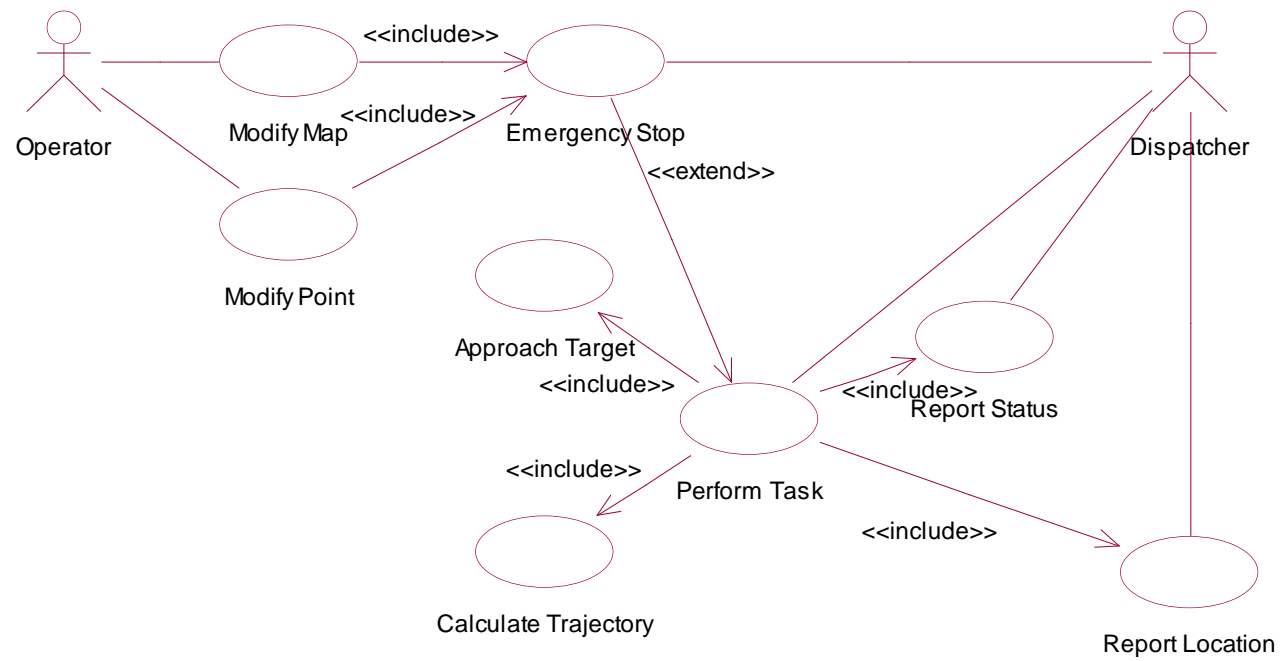 <<include>>
<<include>>
Operator
Modify Map
Emergency Stop
Dispatcher
<<extend>>
Modify Point
Approach Target
<<include>>
<<include>>
Report Status
<<include>>
Perform Task
<<include>>
Calculate Trajectory
Report Location